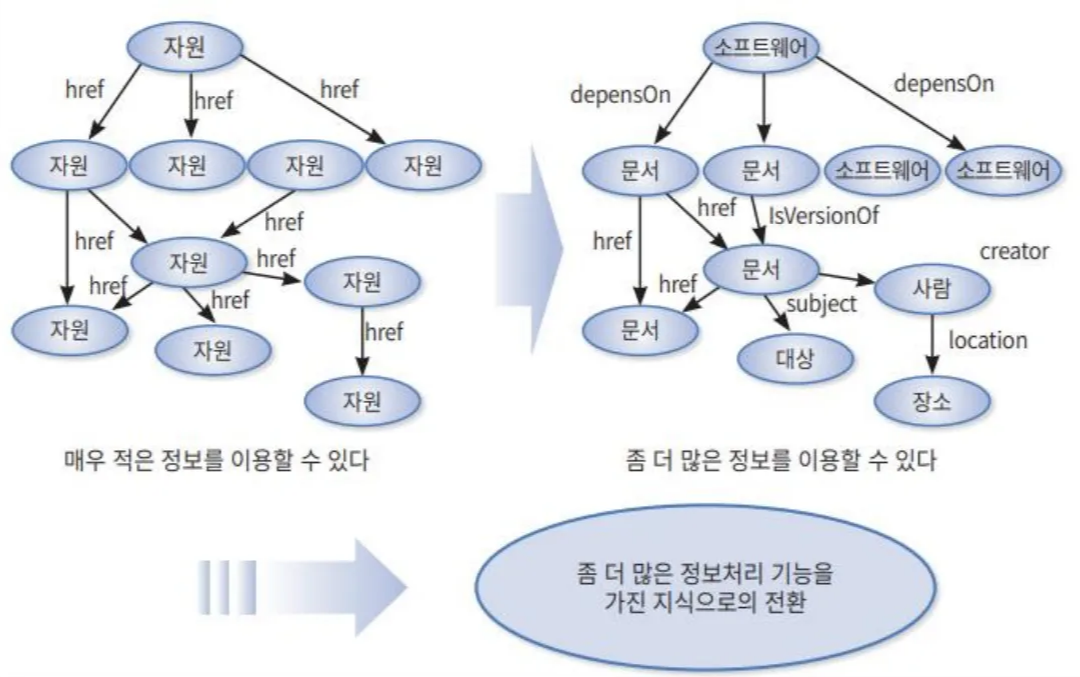 자원
href
href
href
자원
자원
자원
자원
href
href
자원
href
href
href
자원
자원
자원
href
자원
매우 적은 정보를 이용할 수 있다
소프트웨어
depensOn
depensOn
문서
문서
소프트웨어
소프트웨어
href
IsVersionOf
href
문서
creator
href
subject
사람
문서
대상
location
장소
좀 더 많은 정보를 이용할 수 있다
좀 더 많은 정보처리 기능을
가진 지식으로의 전환